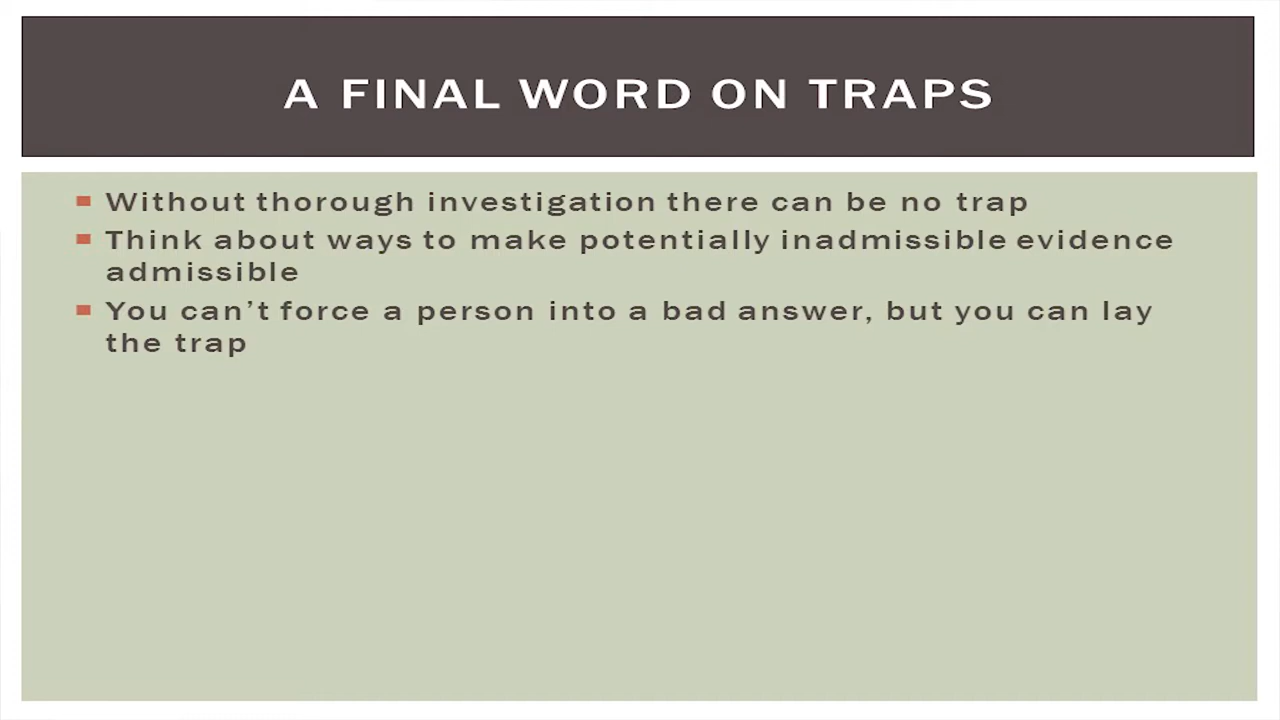 A FINAL WORD ON TRAPS
Without thorough investigation there can be no trap
Think about ways to make potentially inadmissible evidence
admissible
You can’t force a person into a bad answer, but you can lay
the trap